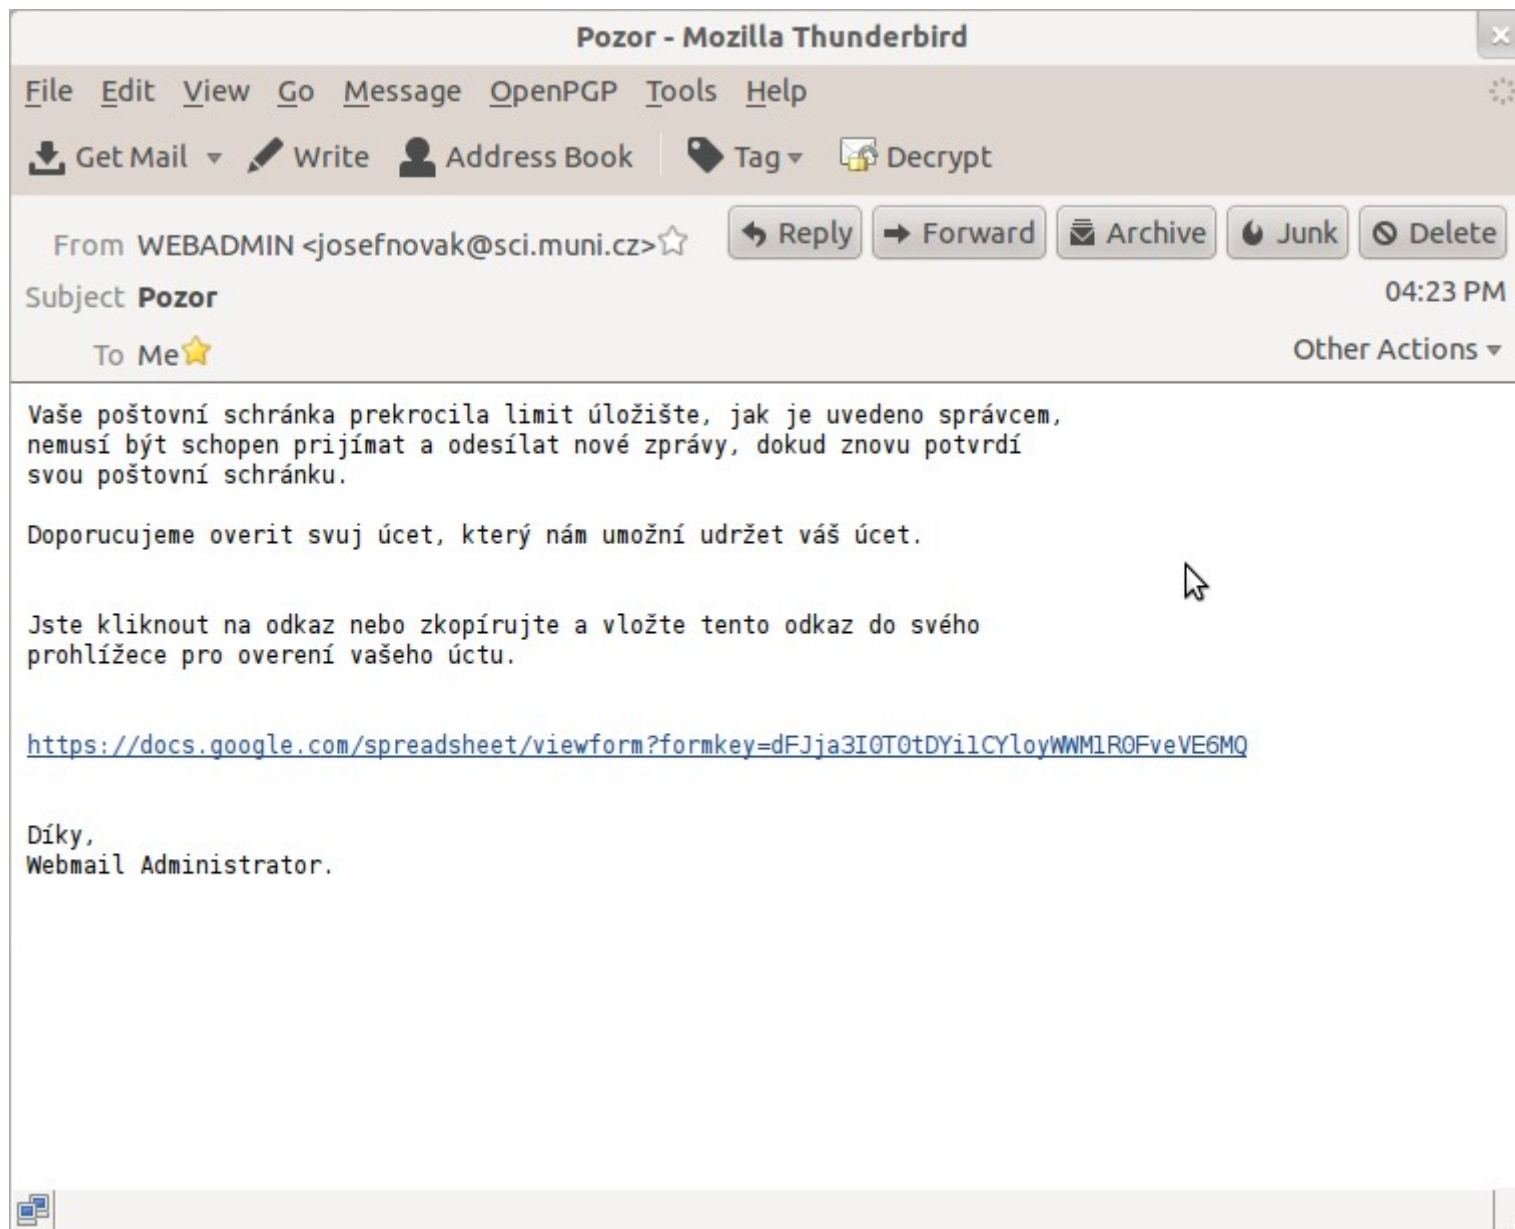 Pozor - Mozilla Thunderbird
File Edit View Go Message OpenPGP Tools Help
Get Mail Write Address Book Tag Decrypt
From WEBADMIN <josefnovak@sci.muni.cz> Reply Forward Archive Junk Delete
Subject Pozor 04:23 PM
To Me Other Actions
Vaše poštovní schránka prekrocila limit úložište, jak je uvedeno správcem,
nemusí být schopen prijímat a odesílat nové zprávy, dokud znovu potvrdí
svou poštovní schránku.
Doporucujeme overit svuj úcet, který nám umožní udržet váš úcet.
Jste kliknout na odkaz nebo zkopírujte a vložte tento odkaz do svého
prohlížece pro overení vašeho úctu.
https://docs.google.com/spreadsheet/viewform?formkey=dFJja3I0T0tDYi1CYloyWWM1R0FveVE6MQ
Díky,
Webmail Administrator.